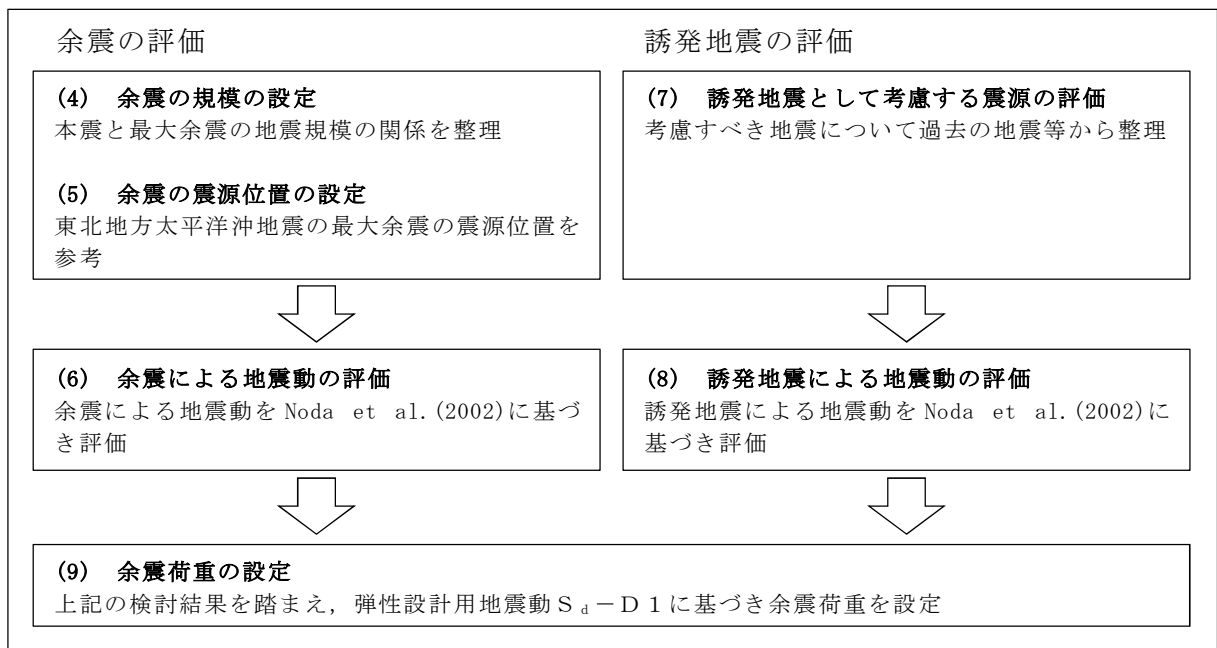 余震の評価
(4) 余震の規模の設定
本震と最大余震の地震規模の関係を整理
(5) 余震の震源位置の設定
東北地方太平洋沖地震の最大余震の震源位置を
参考
誘発地震の評価
(7) 誘発地震として考慮する震源の評価
考慮すべき地震について過去の地震等から整理
(6) 余震による地震動の評価
余震による地震動を Noda et al.(2002)に基づ
き評価
(8) 誘発地震による地震動の評価
誘発地震による地震動を Noda et al.(2002)に
基づき評価
(9) 余震荷重の設定
上記の検討結果を踏まえ，弾性設計用地震動Ｓｄ－Ｄ１に基づき余震荷重を設定